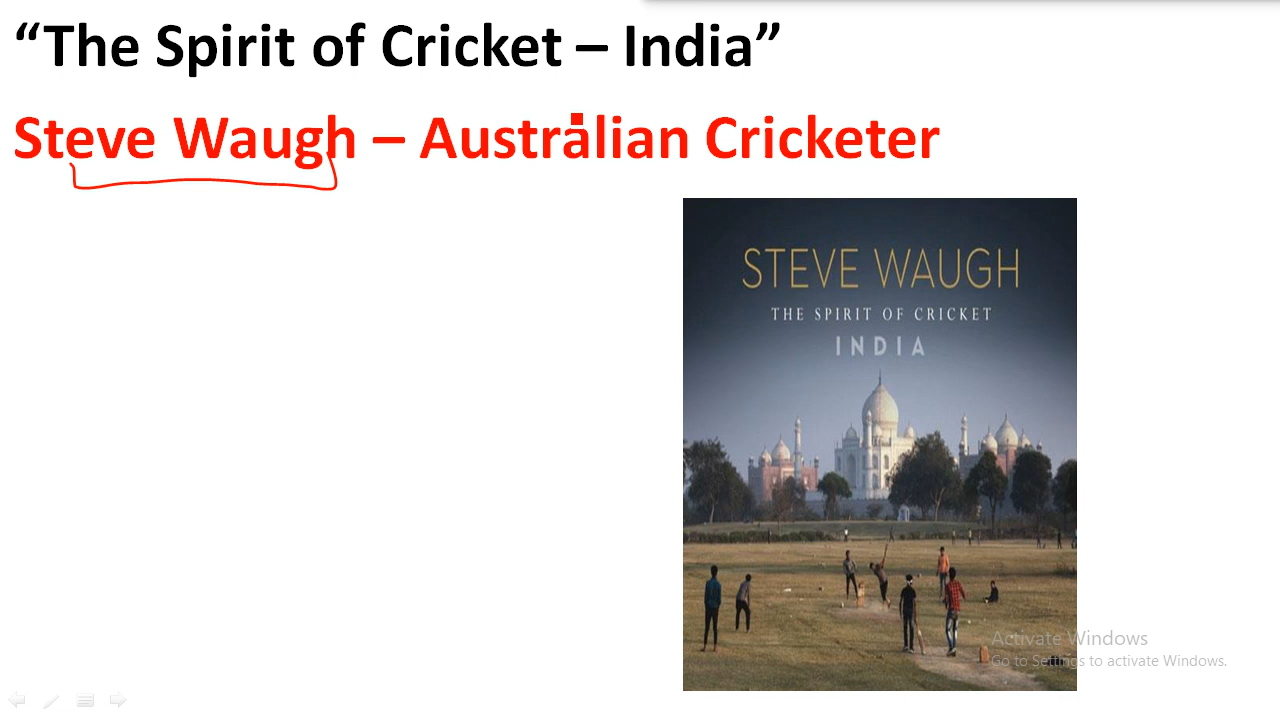 “The Spirit of Cricket – India”
Steve Waugh – Australian Cricketer
STEVE WAUGH
THE SPIRIT OF CRICKET
INDIA
Activate Windows
Go to Settings to activate Windows.